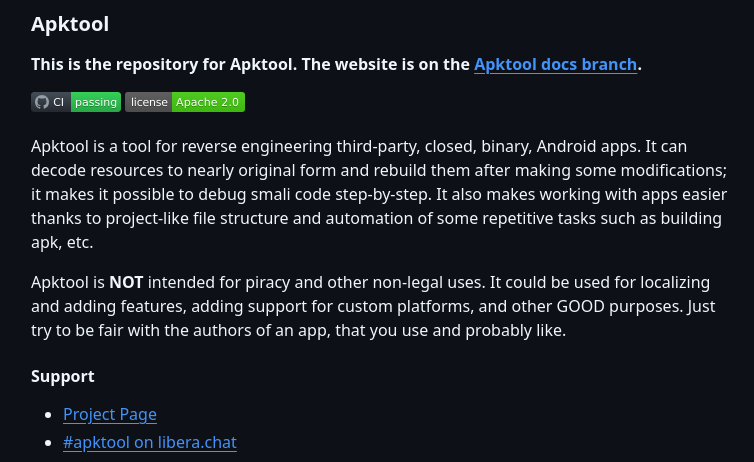 Apktool
This is the repository for Apktool. The website is on the Apktool docs branch.
CI passing license Apache 2.0
Apktool is a tool for reverse engineering third-party, closed, binary, Android apps. It can
decode resources to nearly original form and rebuild them after making some modifications;
it makes it possible to debug smali code step-by-step. It also makes working with apps easier
thanks to project-like file structure and automation of some repetitive tasks such as building
apk, etc.
Apktool is NOT intended for piracy and other non-legal uses. It could be used for localizing
and adding features, adding support for custom platforms, and other GOOD purposes. Just
try to be fair with the authors of an app, that you use and probably like.
Support
• Project Page
• #apktool on libera.chat